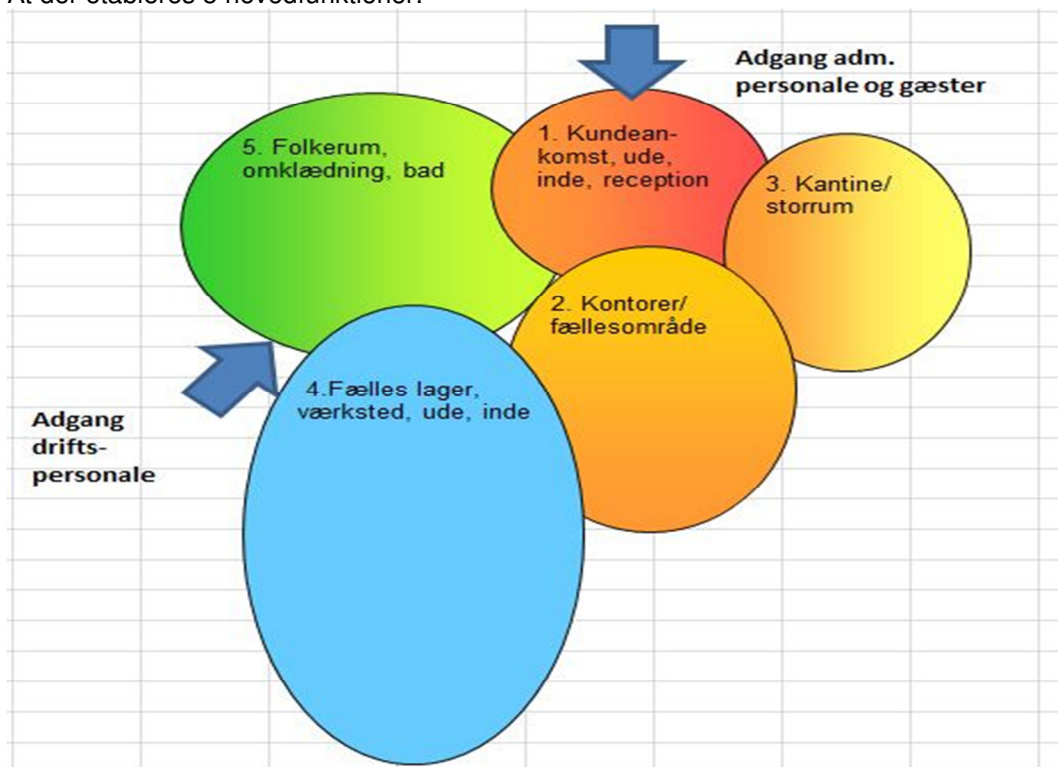 At der etableres 5 hovedfunktioner:
Adgang adm.
personale og gæster
1. Kundean-
komst, ude,
inde, reception
5. Folkerum,
omklædning, bad
3. Kantine/
storrum
2. Kontorer/
fællesområde
4.Fælles lager,
værksted, ude, inde
Adgang
drifts-
personale